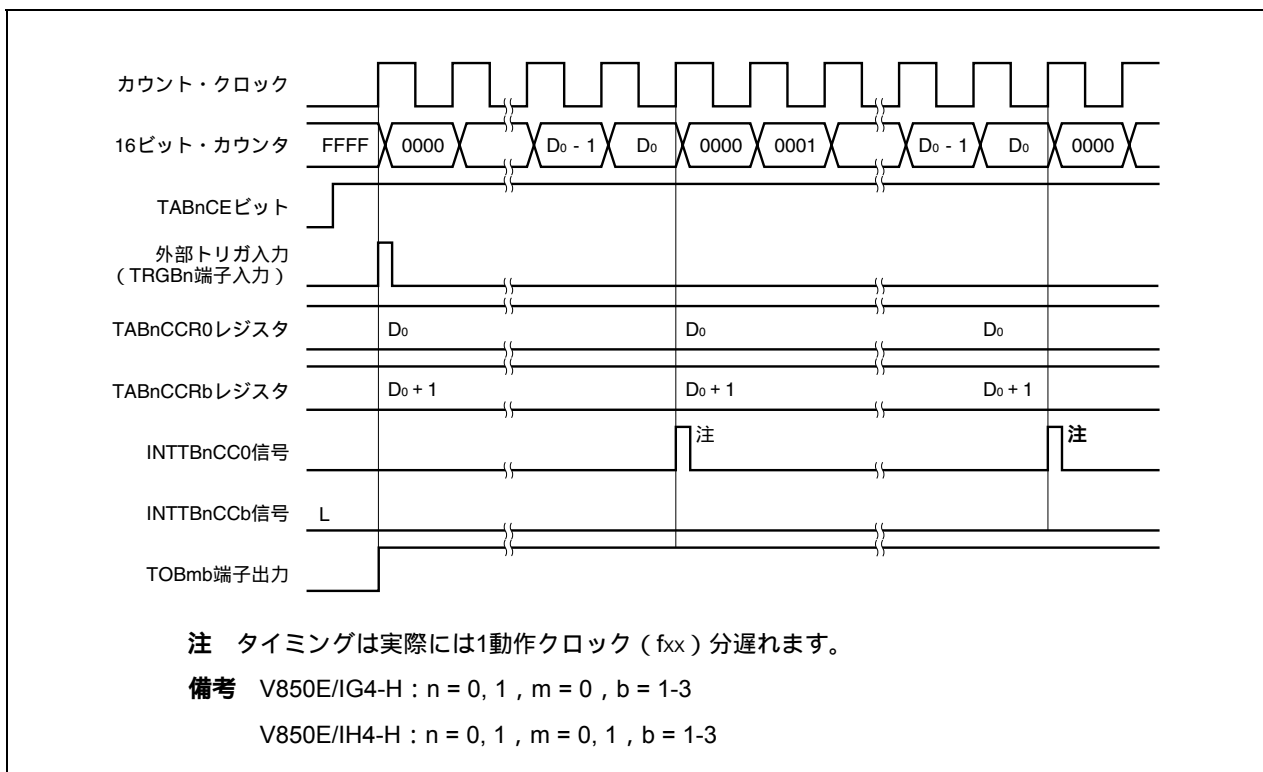 カウント・クロック
16ビット・カウンタ FFFF 0000 D0 - 1 D0 0000 0001 D0 - 1 D0 0000
TABnCEビット
外部トリガ入力
（TRGBn端子入力）
TABnCCR0レジスタ D0 D0 D0
TABnCCRbレジスタ D0 + 1 D0 + 1 D0 + 1
INTTBnCC0信号 注 注
INTTBnCCb信号 L
TOBmb端子出力
注 タイミングは実際には1動作クロック（fxx）分遅れます。
備考 V850E/IG4-H：n = 0, 1，m = 0，b = 1-3
V850E/IH4-H：n = 0, 1，m = 0, 1，b = 1-3